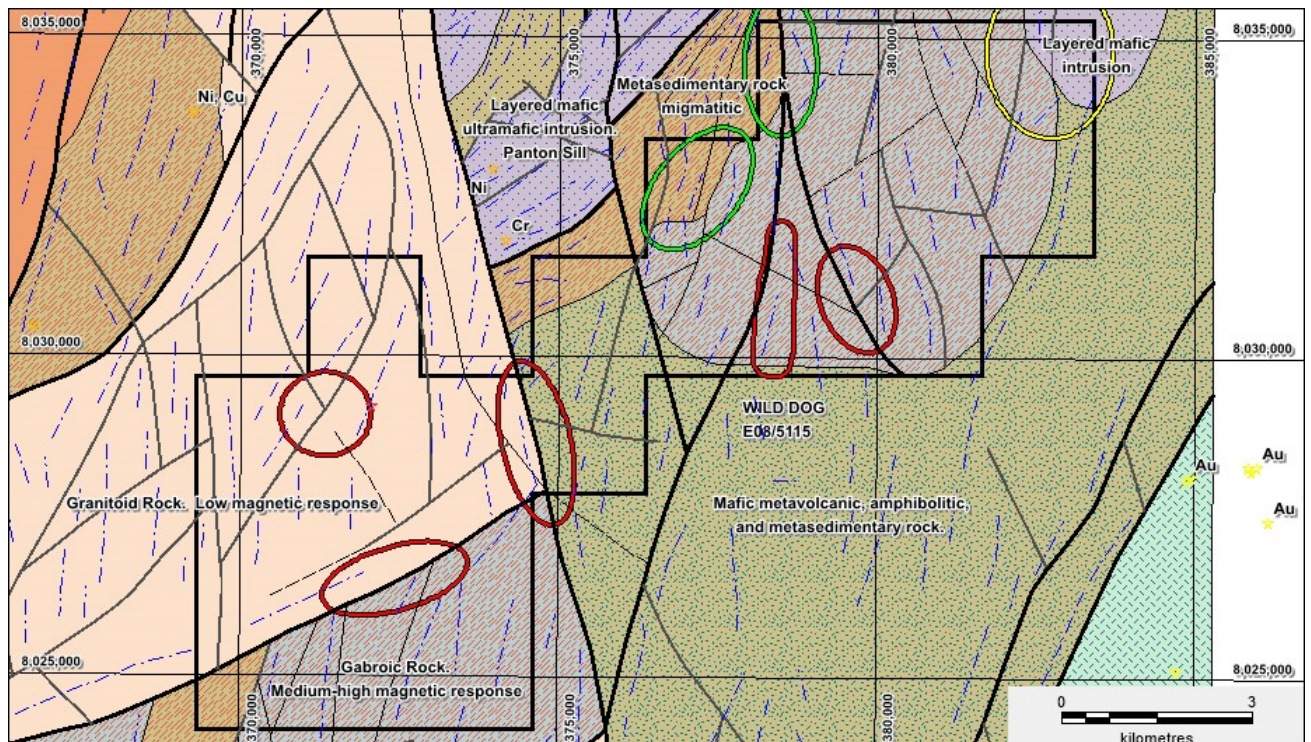 8,035,000
370,000
375,000
380,000
385,000
8,035,000
Layered mafic
intrusion
Metasedimentary rock
migmatitic
Ni, Cu
Layered mafic
ultramafic intrusion.
Panton Sill
Ni
Cr
8,030,000
8,030,000
WILD DOG
E08/5115
Au
Au
Au
Granitoid Rock. Low magnetic response
Mafic metavolcanic, amphibolitic,
and metasedimentary rock.
8,025,000
8,025,000
Gabroic Rock.
Medium-high magnetic response
370,000
375,000
380,000
0 3
kilometres